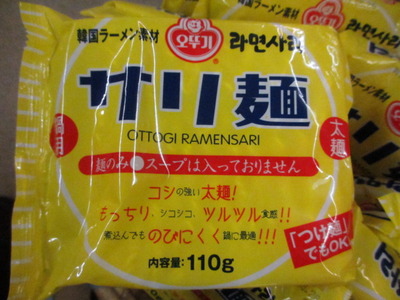 韓国ラーメン素材
오뚜기
라면사리
サリ麺
OTTOGI RAMENSARI
鍋用
太麺
麺のみ●スープは入っておりません
コシの強い太麺!
もっちり、シコシコ、ツルツル食感!!
煮込んでものびにくく鍋に最適!!!
「つけ麺」
でもOK!
内容量:110g